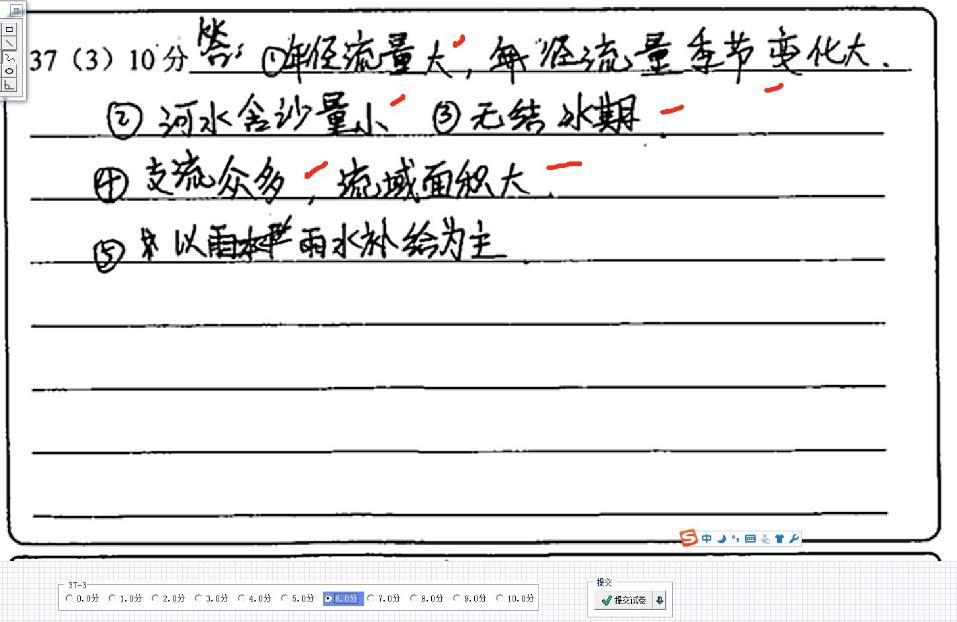 37（3）10分 答：①年径流量大，年径流量季节变化大．
②河水含沙量小 ③无结冰期
④支流众多，流域面积大．
⑤以雨水补给为主
中
37-3
0.0分 1.0分 2.0分 3.0分 4.0分 5.0分 6.0分 7.0分 8.0分 9.0分 10.0分
提交
提交试卷